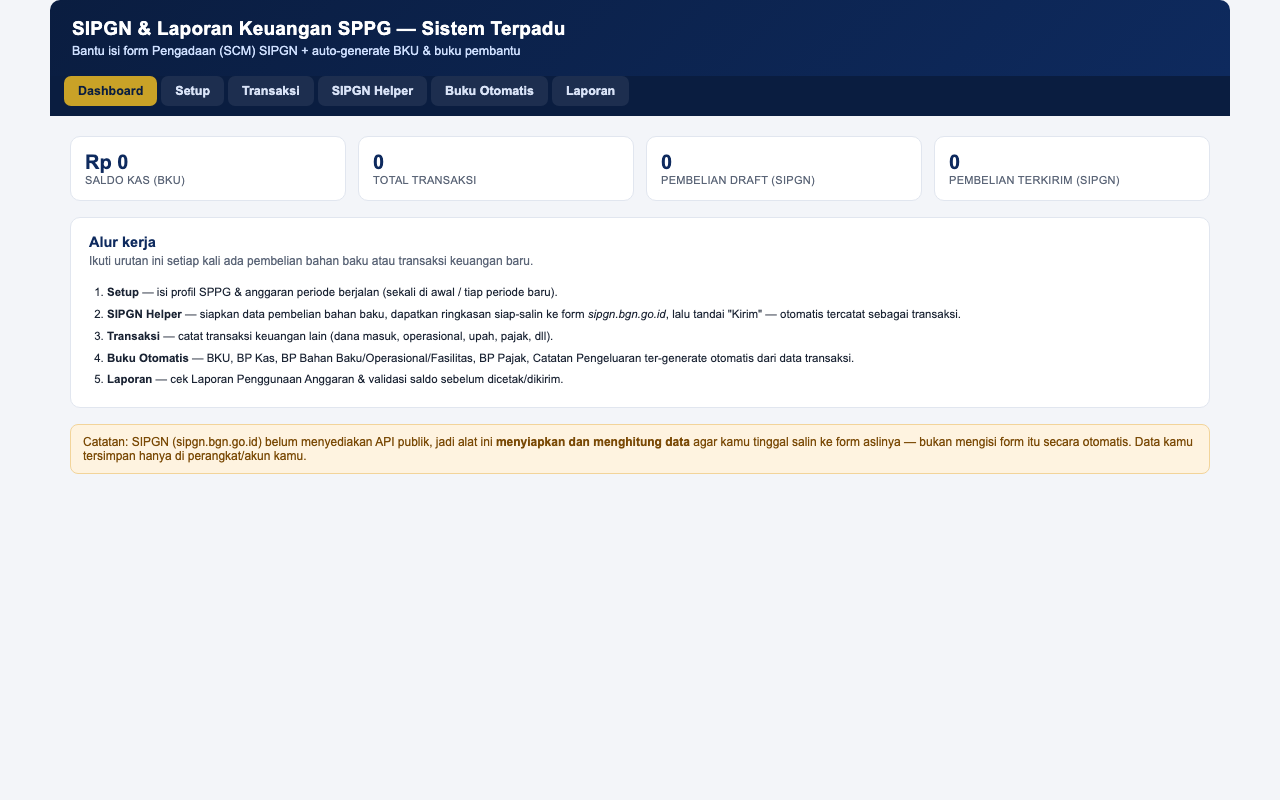 SIPGN & Laporan Keuangan SPPG — Sistem Terpadu
Bantu isi form Pengadaan (SCM) SIPGN + auto-generate BKU & buku pembantu
Dashboard
Setup
Transaksi
SIPGN Helper
Buku Otomatis
Laporan
Rp 0
SALDO KAS (BKU)
0
TOTAL TRANSAKSI
0
PEMBELIAN DRAFT (SIPGN)
0
PEMBELIAN TERKIRIM (SIPGN)
Alur kerja
Ikuti urutan ini setiap kali ada pembelian bahan baku atau transaksi keuangan baru.
1. Setup — isi profil SPPG & anggaran periode berjalan (sekali di awal / tiap periode baru).
2. SIPGN Helper — siapkan data pembelian bahan baku, dapatkan ringkasan siap-salin ke form sipgn.bgn.go.id, lalu tandai "Kirim" — otomatis tercatat sebagai transaksi.
3. Transaksi — catat transaksi keuangan lain (dana masuk, operasional, upah, pajak, dll).
4. Buku Otomatis — BKU, BP Kas, BP Bahan Baku/Operasional/Fasilitas, BP Pajak, Catatan Pengeluaran ter-generate otomatis dari data transaksi.
5. Laporan — cek Laporan Penggunaan Anggaran & validasi saldo sebelum dicetak/dikirim.
Catatan: SIPGN (sipgn.bgn.go.id) belum menyediakan API publik, jadi alat ini menyiapkan dan menghitung data agar kamu tinggal salin ke form aslinya — bukan mengisi form itu secara otomatis. Data kamu
tersimpan hanya di perangkat/akun kamu.